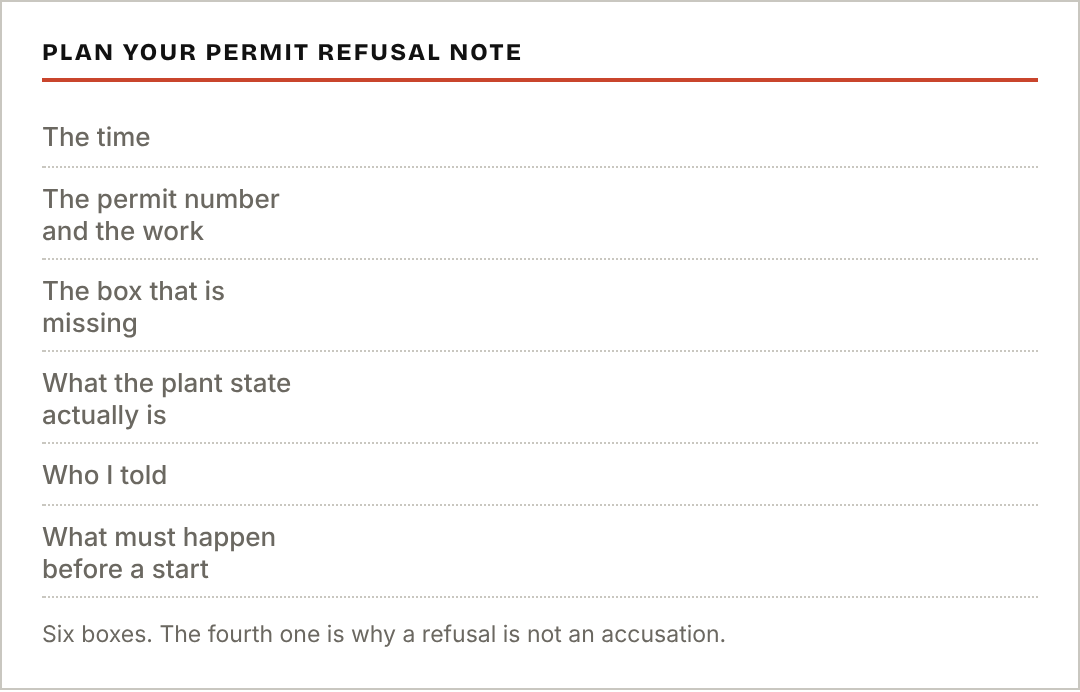 PLAN YOUR PERMIT REFUSAL NOTE
The time
The permit number
and the work
The box that is
missing
What the plant state
actually is
Who I told
What must happen
before a start
Six boxes. The fourth one is why a refusal is not an accusation.